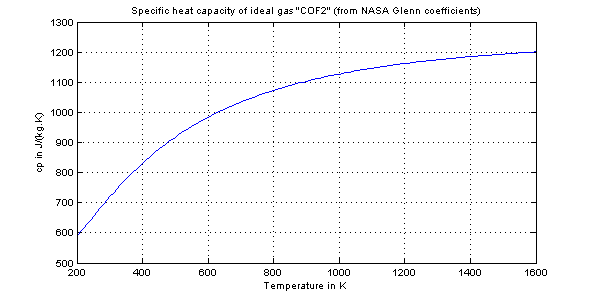 Specific heat capacity of ideal gas "COF2" (from NASA Glenn coefficients)
1300
1200
1100
1000
900
800
700
600
500
cp in J/(kg.K)
200 400 600 800 1000 1200 1400 1600
Temperature in K